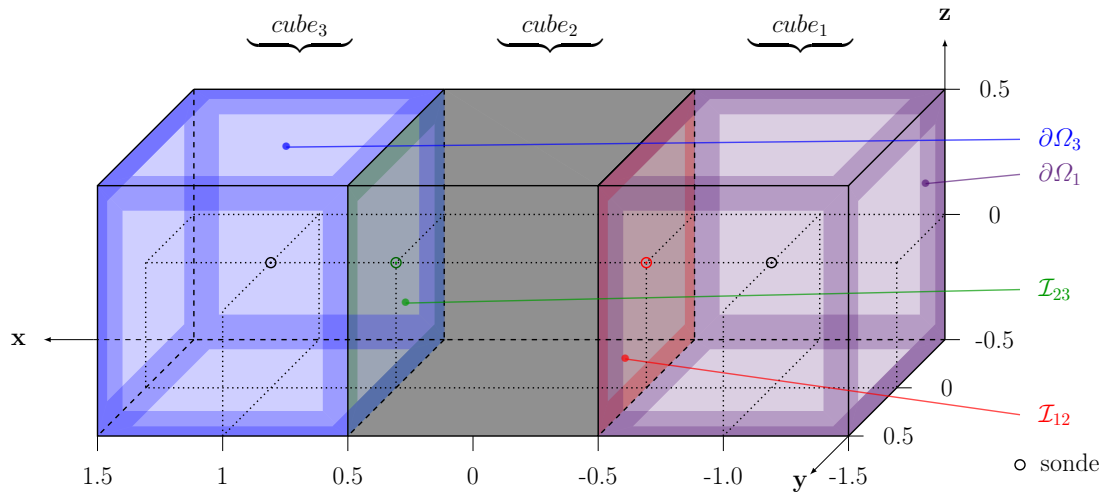 cube₃ cube₂ cube₁
z
0.5
∂Ω₃
∂Ω₁
0
𝓘₂₃
x
-0.5
0
𝓘₁₂
0.5
sonde
1.5 1 0.5 0 -0.5 -1.0 -1.5
y